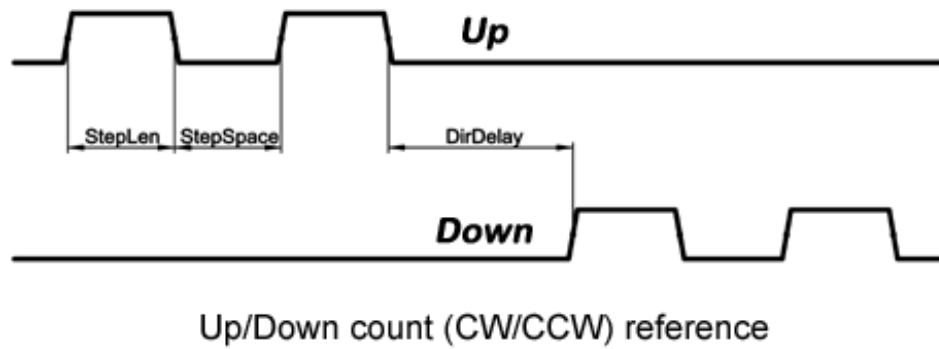 Up
StepLen StepSpace DirDelay
Down
Up/Down count (CW/CCW) reference